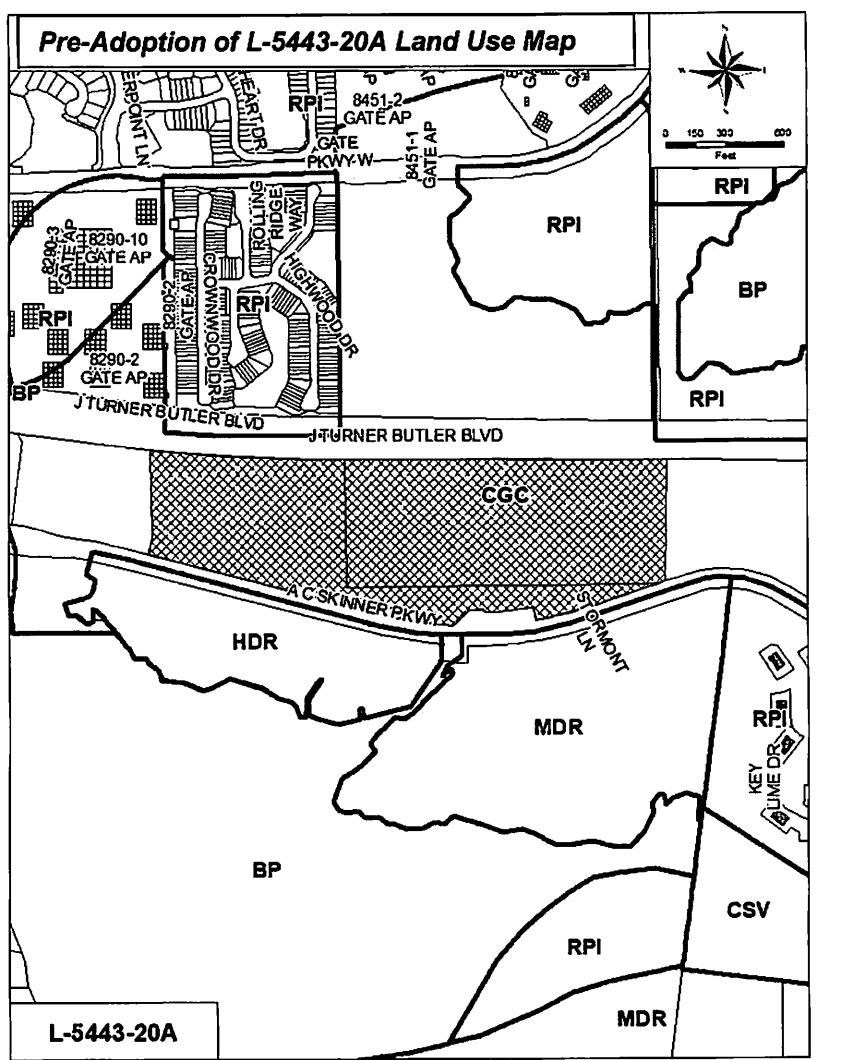 Pre-Adoption of L-5443-20A Land Use Map
N
W
0 150 300 600
Feet
ERPOINT LN
HEART DR
RPI
8451-2
GATE AP
GATE
PKWY W
8451-1
GATE AP
RPI
RPI
BP
RPI
8290-3
GATE AP
8290-10
GATE AP
RPI
8290-2
GATE AP
BP
8290-2
GATE AP
CROWNWOOD DR
ROLLING
RIDGE
WAY
HIGHWOOD DR
RPI
J TURNER BUTLER BLVD
J TURNER BUTLER BLVD
CGC
A C SKINNER PKWY
STORMONT
LN
HDR
MDR
RPI
KEY
LIME DR
BP
CSV
RPI
MDR
L-5443-20A